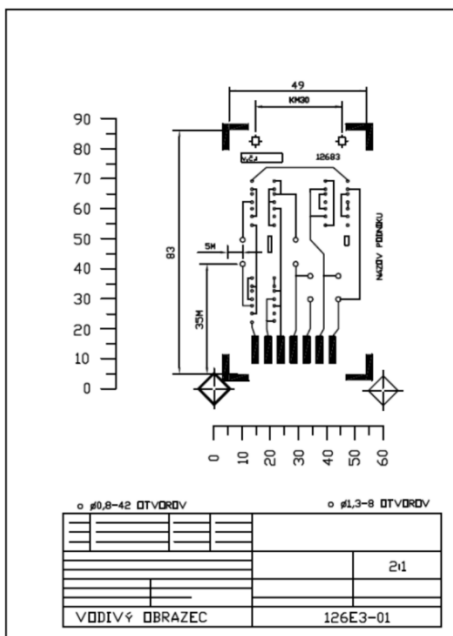 49
KM30
12683
90
80
70
60
50
40
30
20
10
0
83
5M
35M
NAZOV PODNIKU
0 10 20 30 40 50 60
ø0,8-42 OTVOROV
ø1,3-8 OTVOROV
2:1
VODIVÝ OBRAZEC
126E3-01